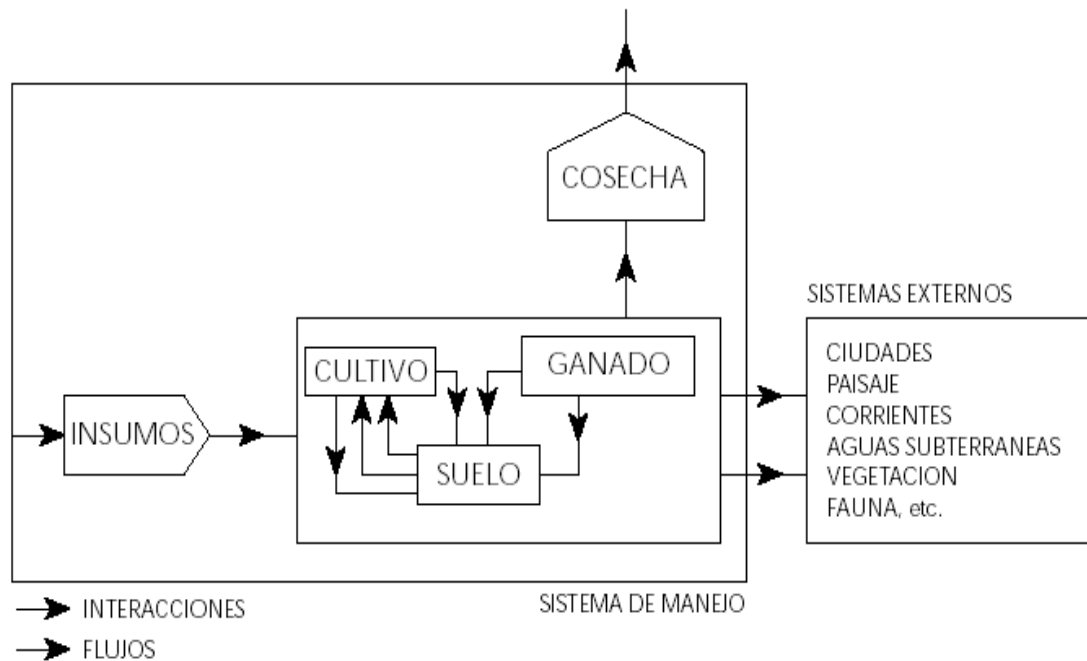 COSECHA
SISTEMAS EXTERNOS
CULTIVO
GANADO
CIUDADES
PAISAJE
CORRIENTES
AGUAS SUBTERRANEAS
VEGETACION
FAUNA, etc.
INSUMOS
SUELO
SISTEMA DE MANEJO
INTERACCIONES
FLUJOS